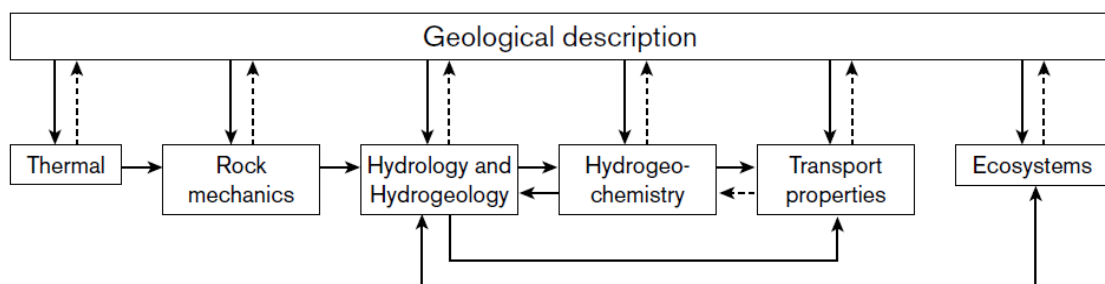 Geological description
Thermal
Rock
mechanics
Hydrology and
Hydrogeology
Hydrogeo-
chemistry
Transport
properties
Ecosystems